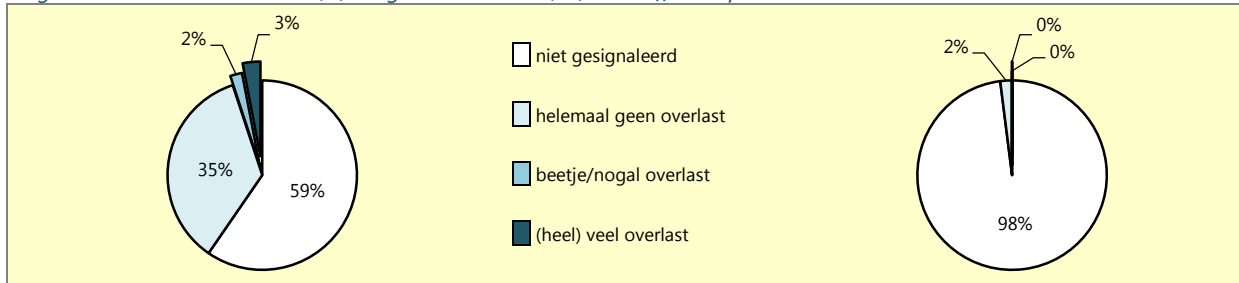 3%
2%
35%
59%
niet gesignaleerd
helemaal geen overlast
beetje/nogal overlast
(heel) veel overlast
0%
2%
0%
98%